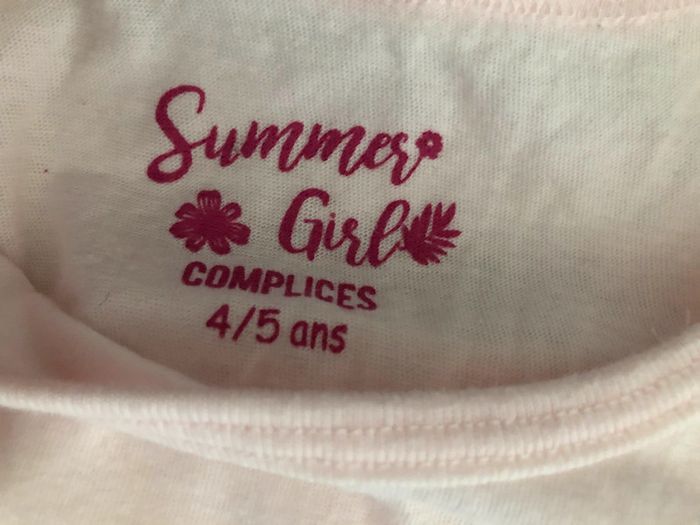 Summer
Girl
COMPLICES
4/5 ans